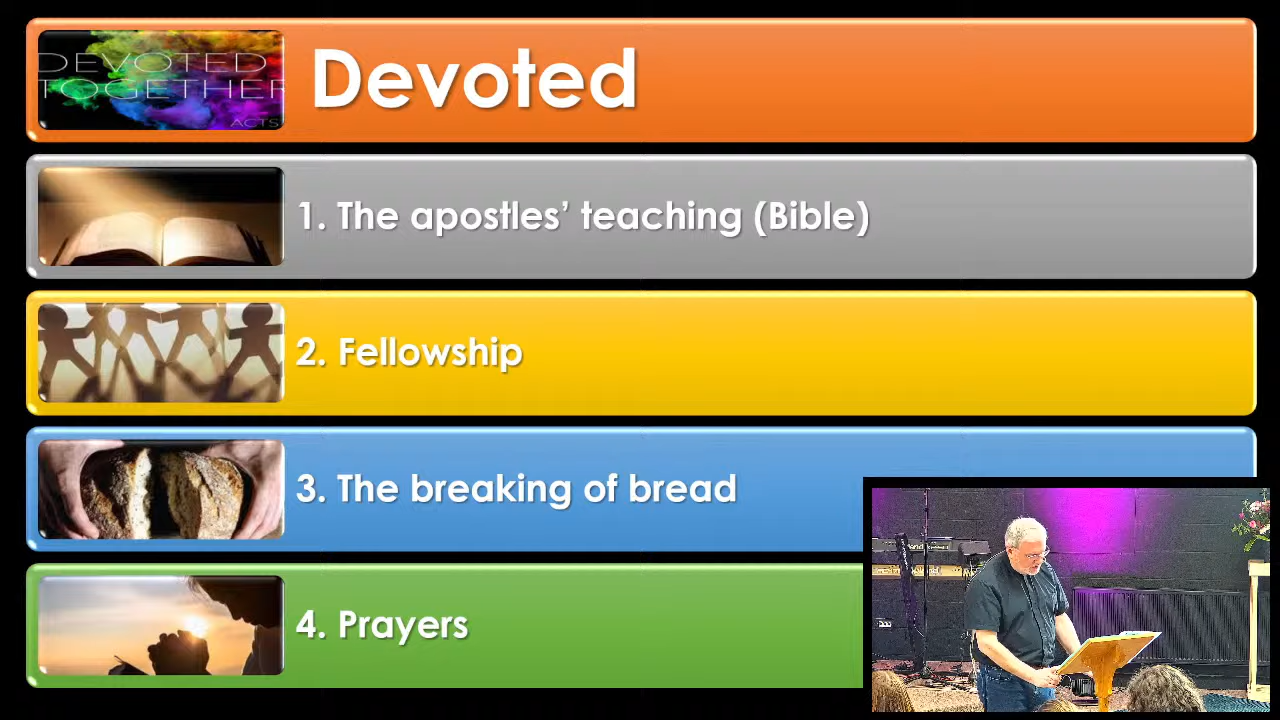 DEVOTED
TOGETHER
ACTS
Devoted
1. The apostles’ teaching (Bible)
2. Fellowship
3. The breaking of bread
4. Prayers